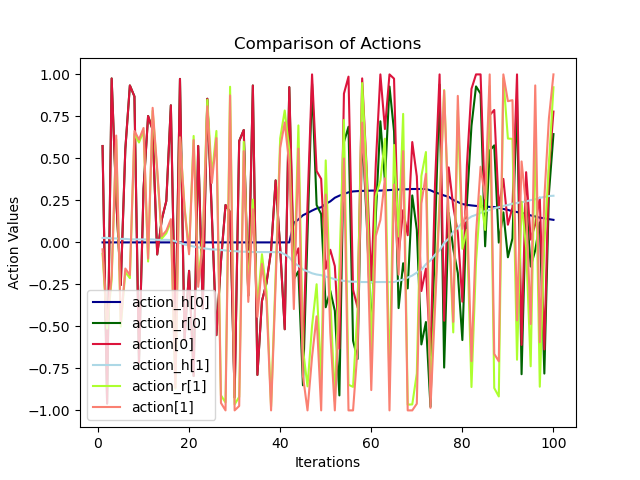 Comparison of Actions
1.00
0.75
0.50
0.25
0.00
−0.25
−0.50
−0.75
−1.00
Action Values
action_h[0]
action_r[0]
action[0]
action_h[1]
action_r[1]
action[1]
0 20 40 60 80 100
Iterations